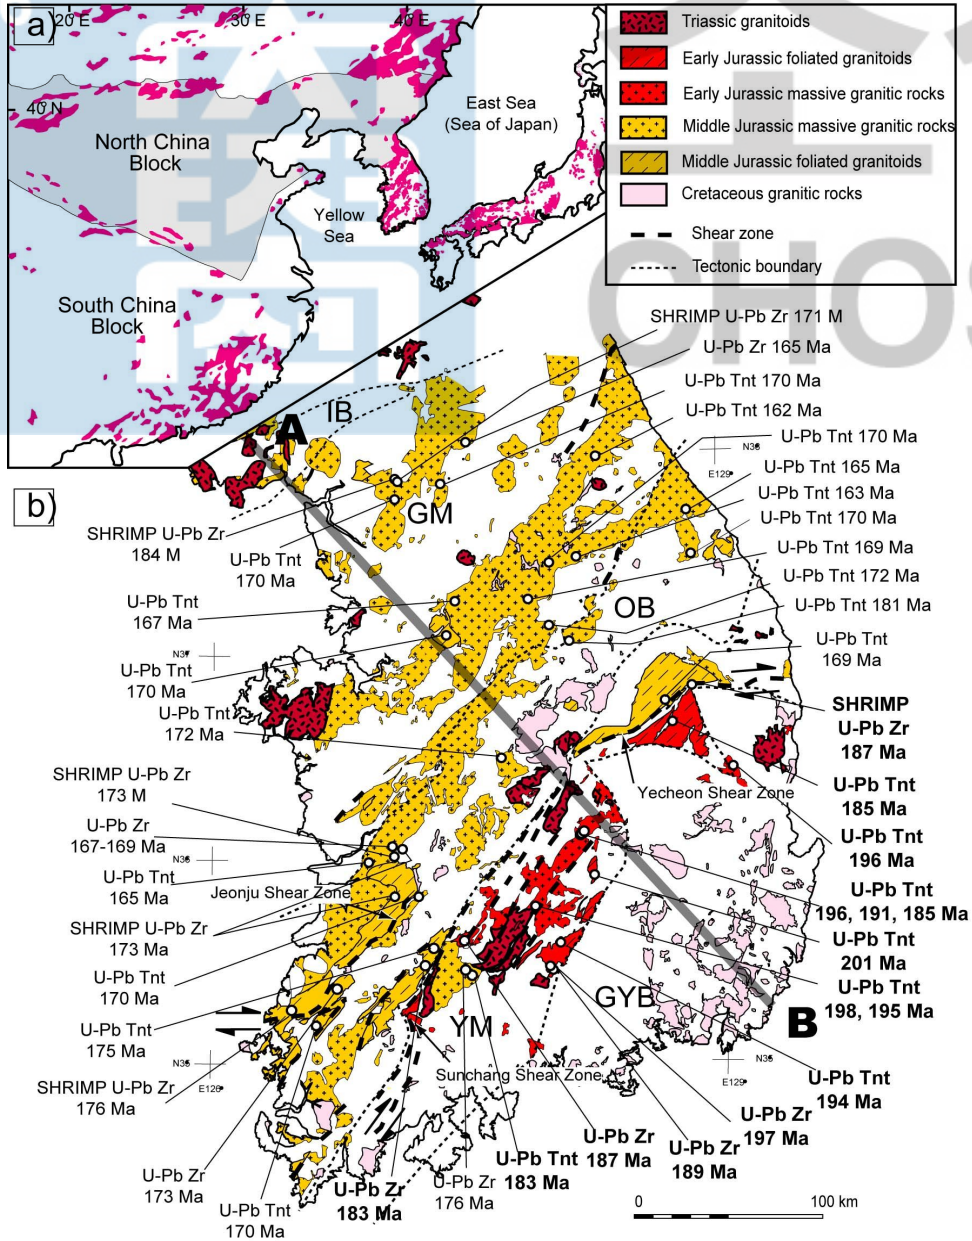 a)
20 E
30 E
40 E
40 N
North China
Block
South China
Block
Yellow
Sea
East Sea
(Sea of Japan)
Triassic granitoids
Early Jurassic foliated granitoids
Early Jurassic massive granitic rocks
Middle Jurassic massive granitic rocks
Middle Jurassic foliated granitoids
Cretaceous granitic rocks
Shear zone
Tectonic boundary
CHOS
b)
A
IB
GM
OB
GYB
YM
B
SHRIMP U-Pb Zr 171 M
U-Pb Zr 165 Ma
U-Pb Tnt 170 Ma
U-Pb Tnt 162 Ma
U-Pb Tnt 170 Ma
N38
E129
U-Pb Tnt 165 Ma
U-Pb Tnt 163 Ma
U-Pb Tnt 170 Ma
U-Pb Tnt 169 Ma
U-Pb Tnt 172 Ma
U-Pb Tnt 181 Ma
U-Pb Tnt
169 Ma
SHRIMP
U-Pb Zr
187 Ma
Yecheon Shear Zone
U-Pb Tnt
185 Ma
U-Pb Tnt
196 Ma
U-Pb Tnt
196, 191, 185 Ma
U-Pb Tnt
201 Ma
U-Pb Tnt
198, 195 Ma
N35
E129
U-Pb Tnt
194 Ma
U-Pb Zr
197 Ma
U-Pb Zr
189 Ma
U-Pb Zr
187 Ma
U-Pb Tnt
183 Ma
U-Pb Zr
176 Ma
U-Pb Zr
183 Ma
Sunchang Shear Zone
SHRIMP U-Pb Zr
184 M
U-Pb Tnt
170 Ma
U-Pb Tnt
167 Ma
N37
U-Pb Tnt
170 Ma
U-Pb Tnt
172 Ma
SHRIMP U-Pb Zr
173 M
U-Pb Zr
167-169 Ma
N36
U-Pb Tnt
165 Ma
Jeonju Shear Zone
SHRIMP U-Pb Zr
173 Ma
U-Pb Tnt
170 Ma
U-Pb Tnt
175 Ma
N35
E126
SHRIMP U-Pb Zr
176 Ma
U-Pb Zr
173 Ma
U-Pb Tnt
170 Ma
0
100 km